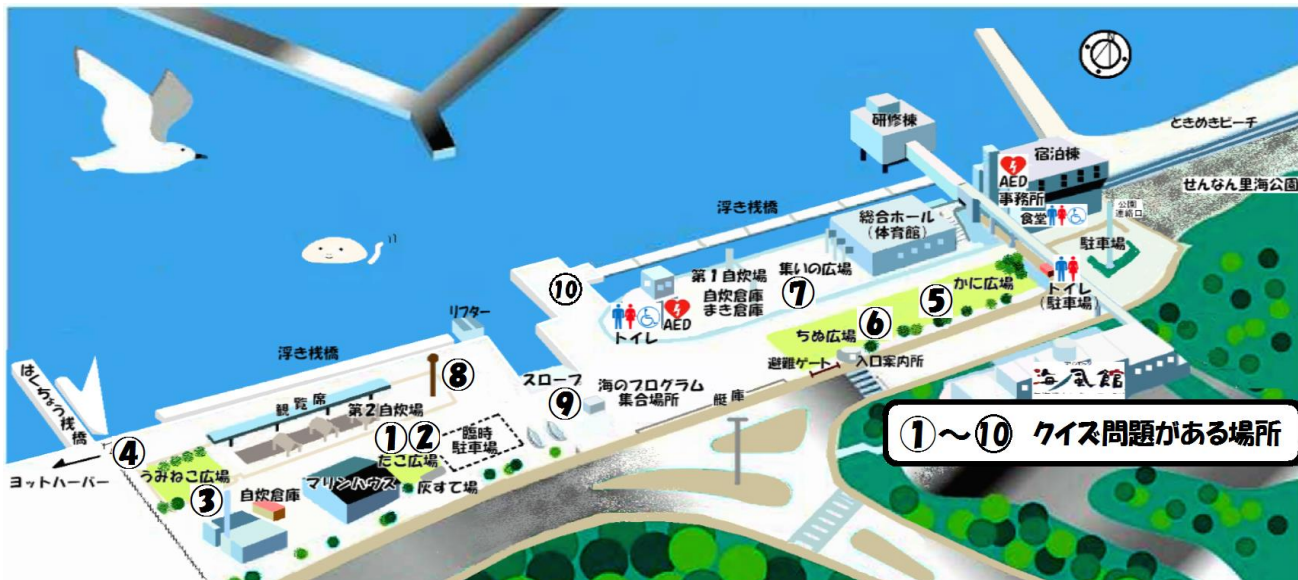 研修棟
ときめきビーチ
宿泊棟
AED
事務所
食堂
せんなん里海公園
公園
連絡口
駐車場
浮き桟橋
総合ホール
(体育館)
集いの広場
⑦
第1自炊場
自炊倉庫
まき倉庫
⑩
AED
トイレ
かに広場
⑤
トイレ
(駐車場)
ちぬ広場
⑥
避難ゲート
入口案内所
海ノ風館
リフター
浮き桟橋
⑧
スロープ
⑨
海のプログラム
集合場所
艇庫
はしちょう桟橋
観覧席
第2自炊場
①②
たこ広場
臨時
駐車場
④
ヨットハーバー
うみねこ広場
③
自炊倉庫
マリンハウス
灰すて場
①～⑩ クイズ問題がある場所